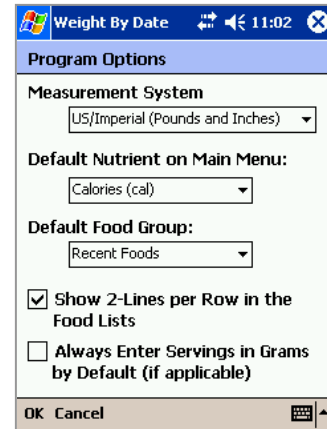 Weight By Date 11:02
Program Options
Measurement System
US/Imperial (Pounds and Inches)
Default Nutrient on Main Menu:
Calories (cal)
Default Food Group:
Recent Foods
Show 2-Lines per Row in the
Food Lists
Always Enter Servings in Grams
by Default (if applicable)
OK Cancel